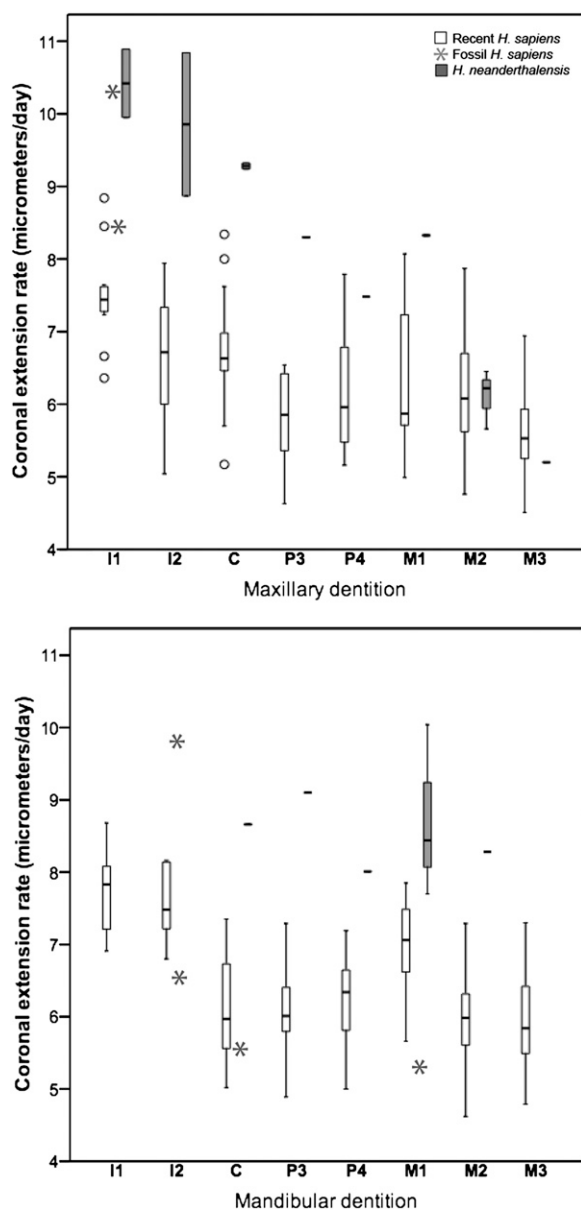 Recent H. sapiens
Fossil H. sapiens
H. neanderthalensis
Coronal extension rate (micrometers/day)
11
10
9
8
7
6
5
4
I1 I2 C P3 P4 M1 M2 M3
Maxillary dentition
Coronal extension rate (micrometers/day)
11
10
9
8
7
6
5
4
I1 I2 C P3 P4 M1 M2 M3
Mandibular dentition